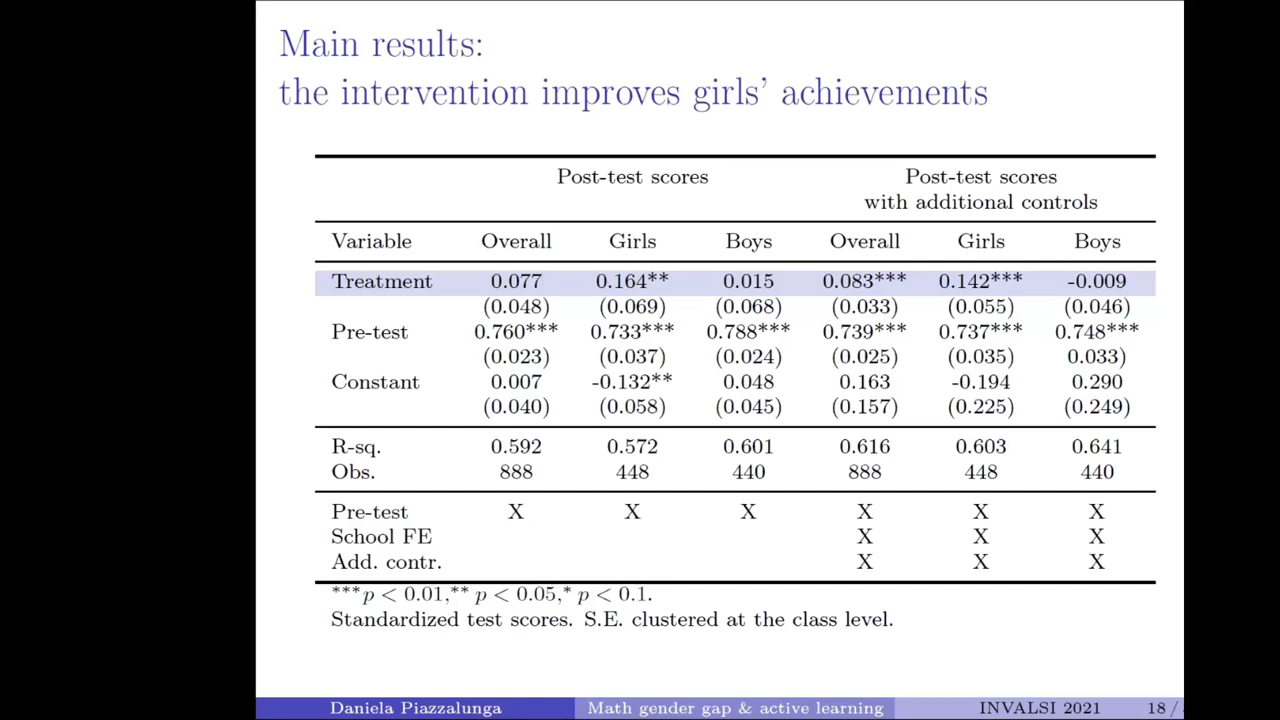 Main results:
the intervention improves girls' achievements
Post-test scores Post-test scores
with additional controls
Variable Overall Girls Boys Overall Girls Boys
Treatment 0.077 0.164** 0.015 0.083*** 0.142*** -0.009
(0.048) (0.069) (0.068) (0.033) (0.055) (0.046)
Pre-test 0.760*** 0.733*** 0.788*** 0.739*** 0.737*** 0.748***
(0.023) (0.037) (0.024) (0.025) (0.035) 0.033)
Constant 0.007 -0.132** 0.048 0.163 -0.194 0.290
(0.040) (0.058) (0.045) (0.157) (0.225) (0.249)
R-sq. 0.592 0.572 0.601 0.616 0.603 0.641
Obs. 888 448 440 888 448 440
Pre-test X X X X X X
School FE X X X
Add. contr. X X X
*** p < 0.01,** p < 0.05,* p < 0.1.
Standardized test scores. S.E. clustered at the class level.
Daniela Piazzalunga Math gender gap & active learning INVALSI 2021 18 /